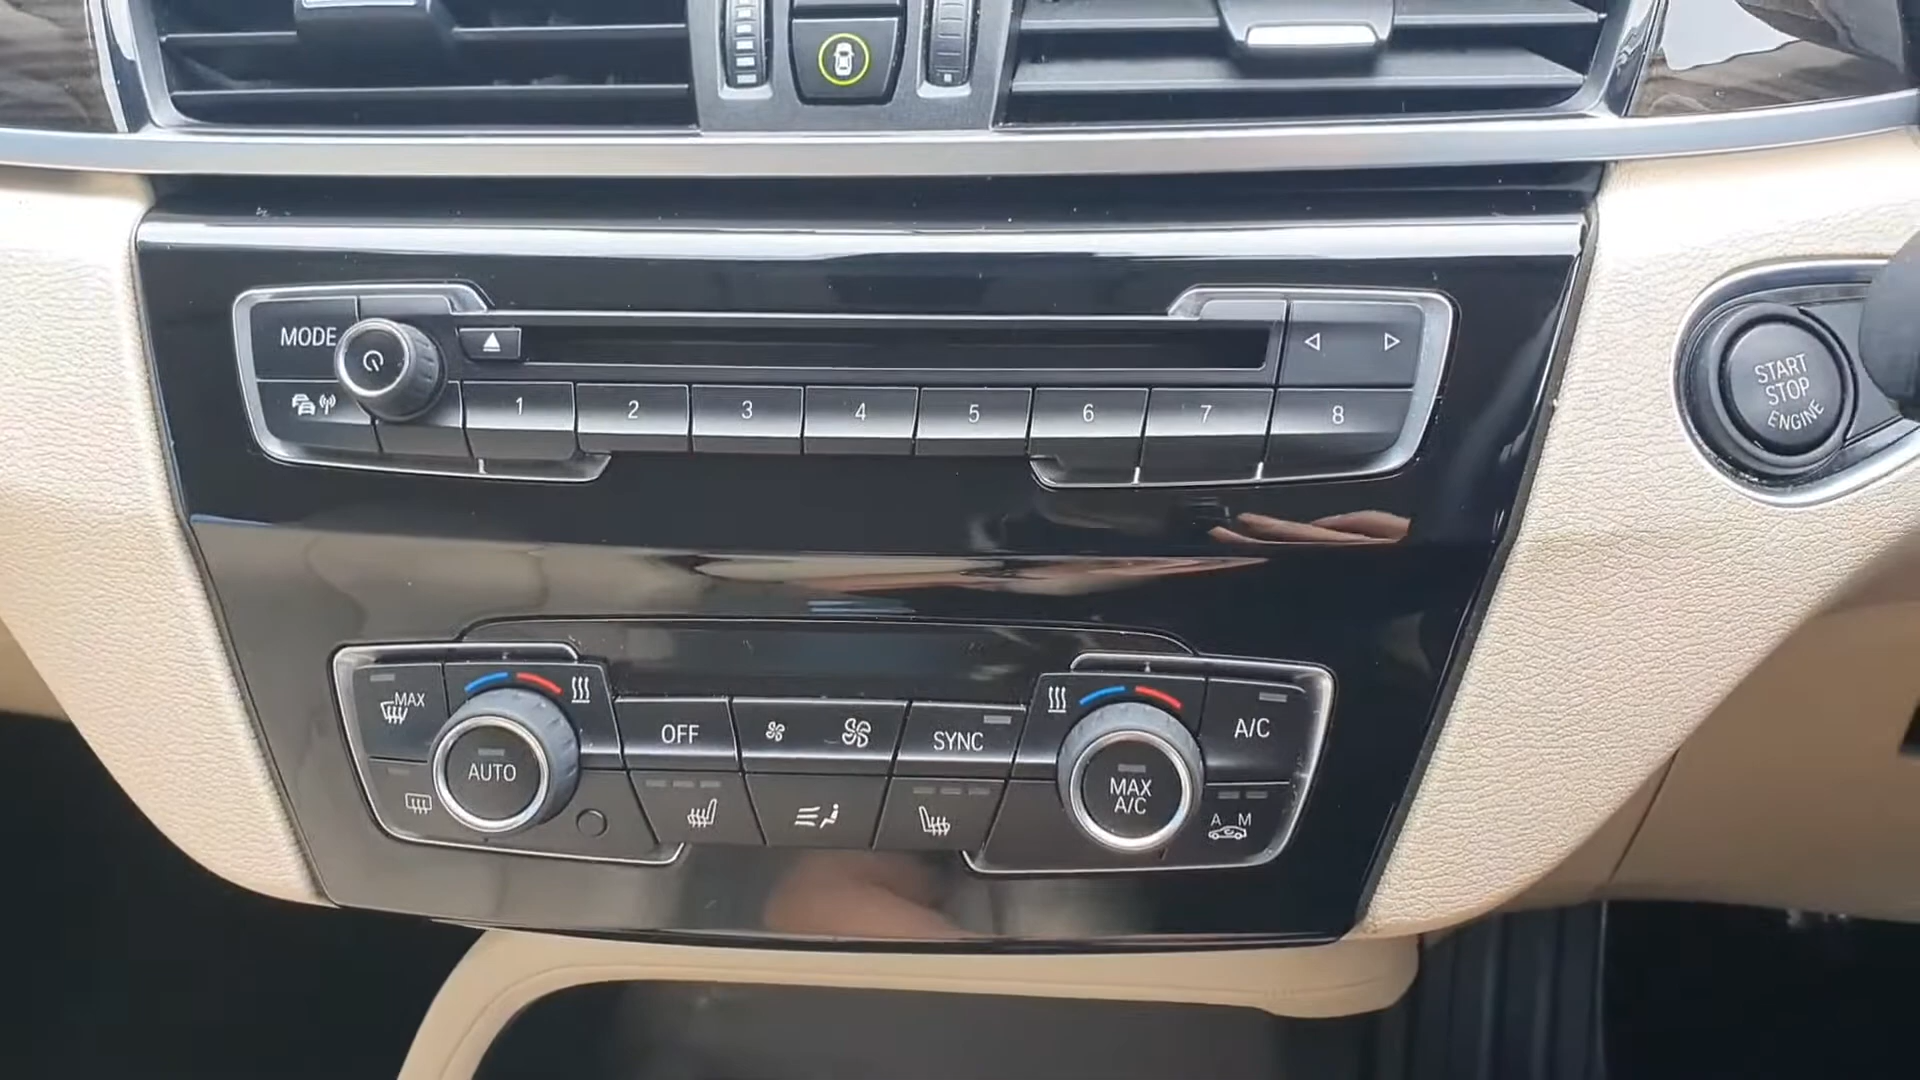 MODE
1 2 3 4 5 6 7 8
START
STOP
ENGINE
MAX
OFF
SYNC
A/C
AUTO
MAX
A/C
A M